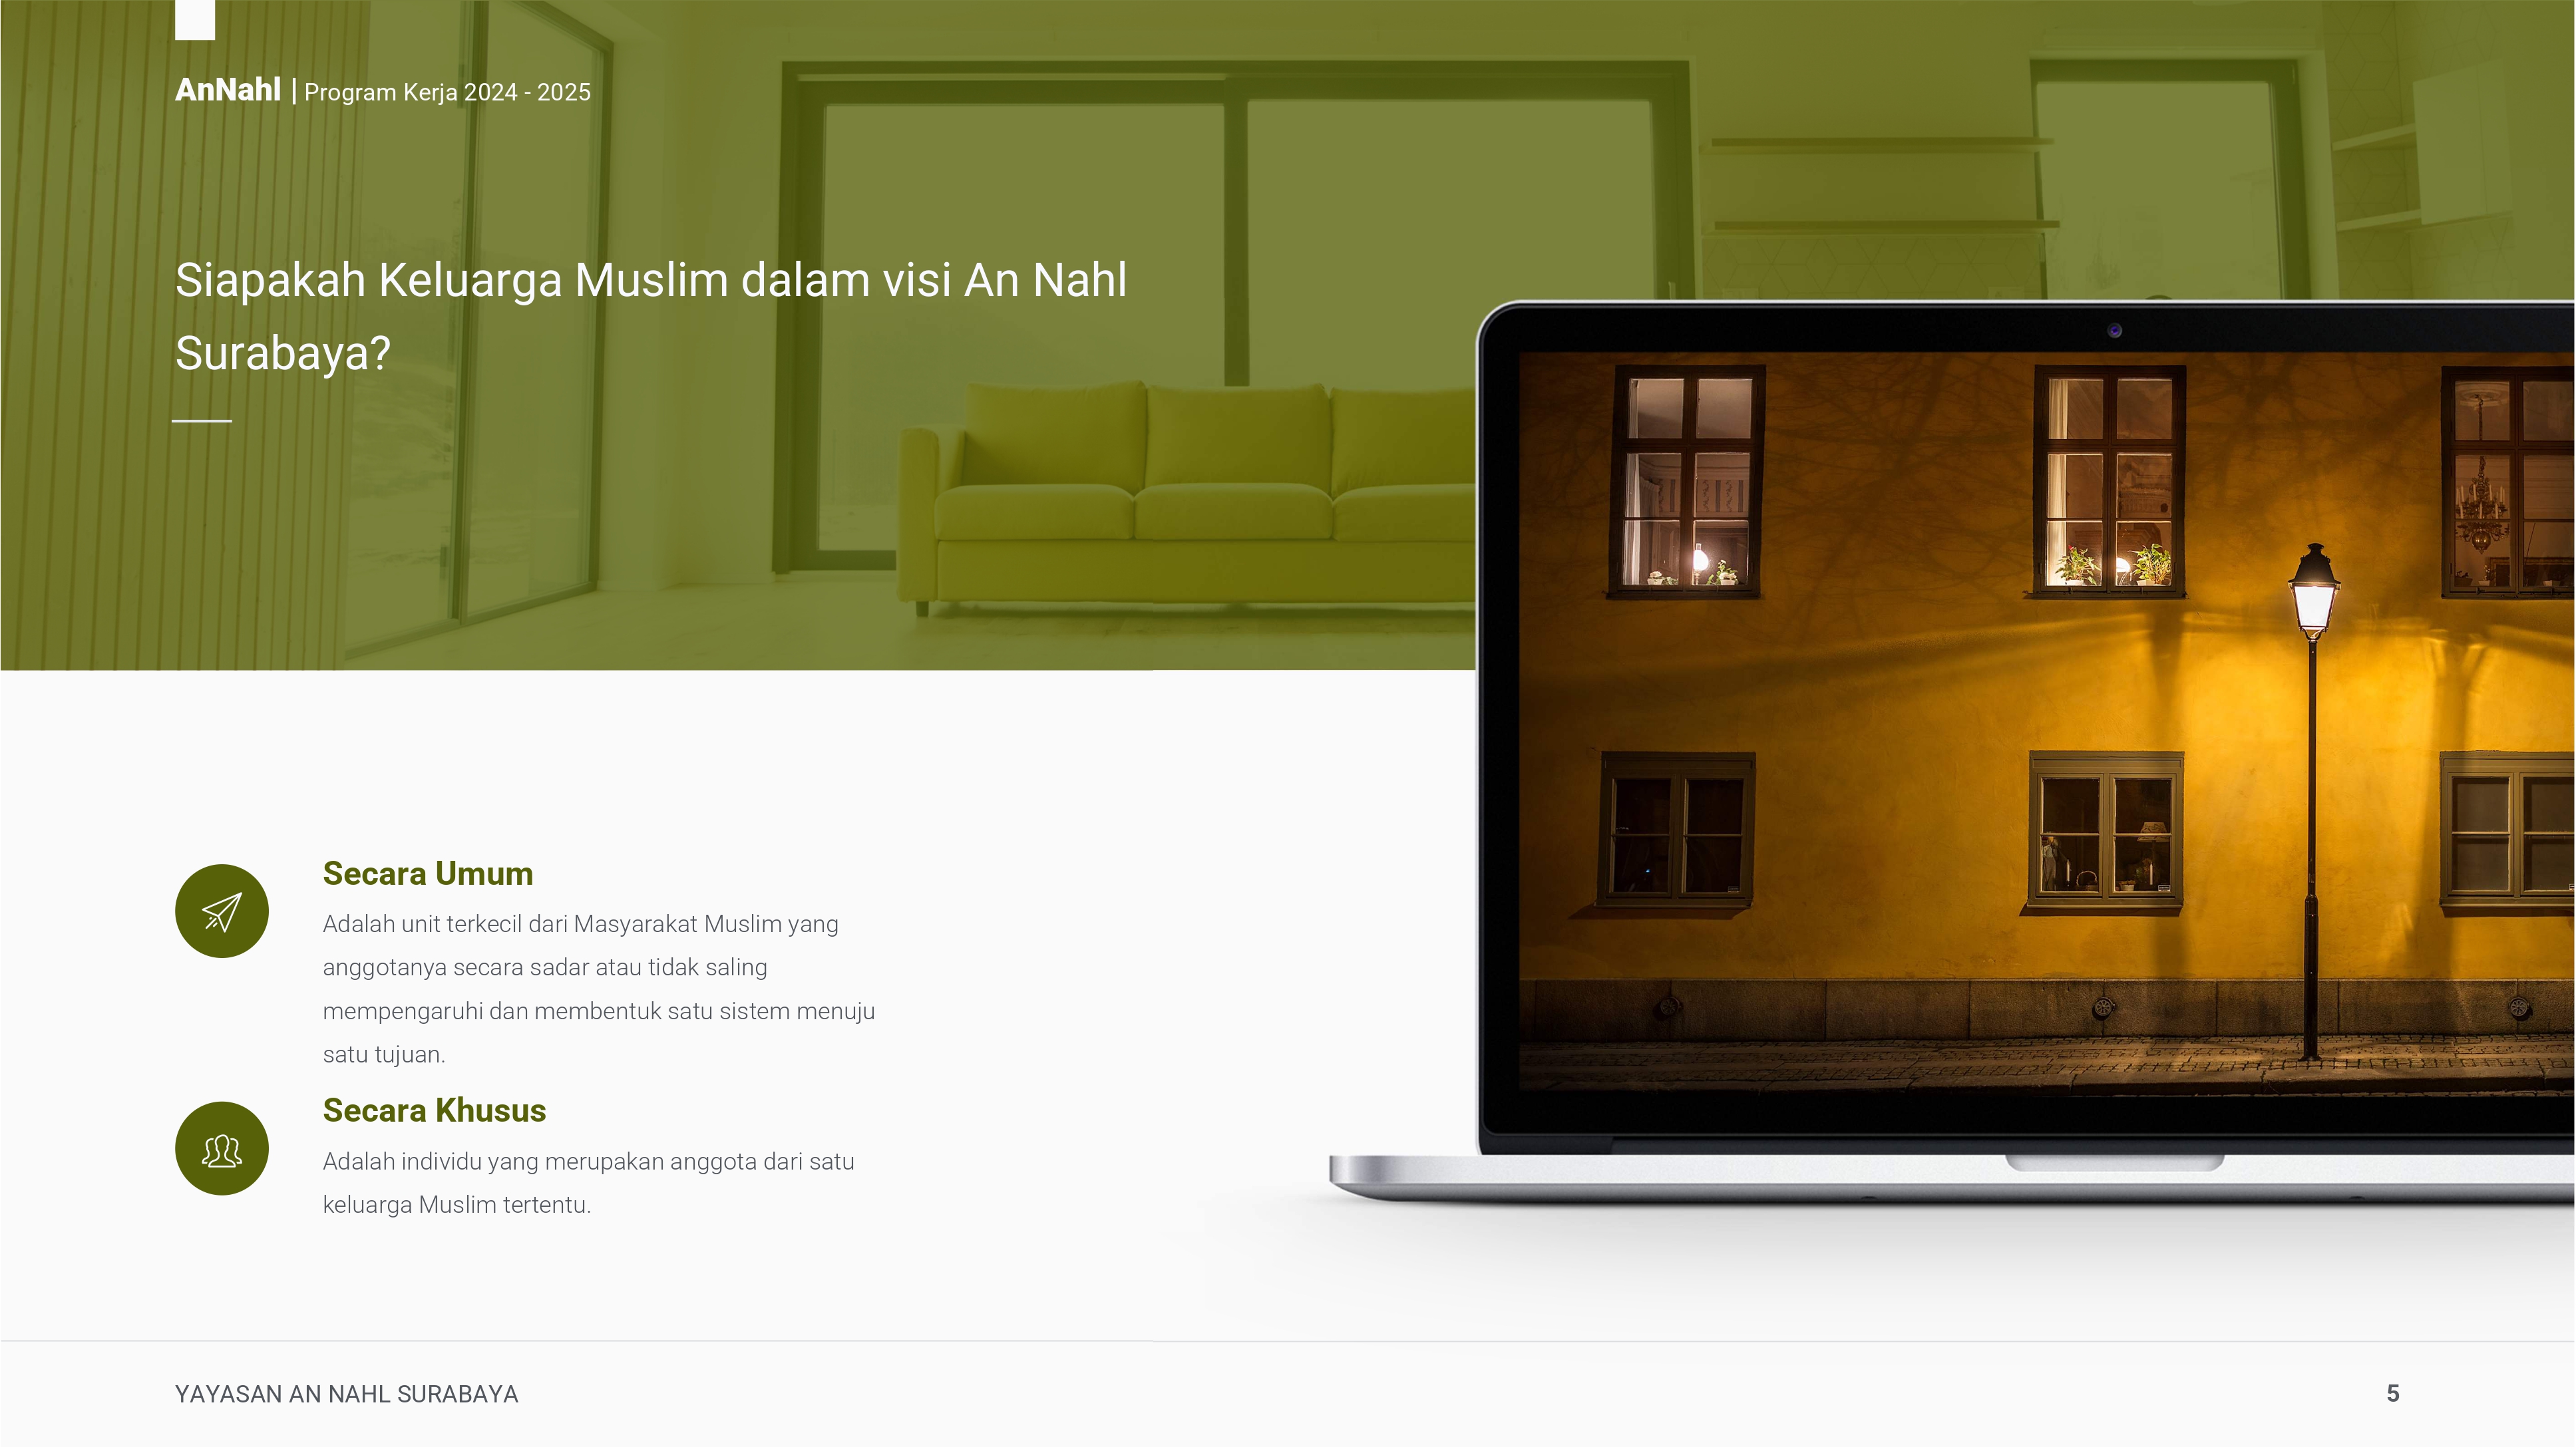 AnNahl | Program Kerja 2024 - 2025
Siapakah Keluarga Muslim dalam visi An Nahl
Surabaya?
Secara Umum
Adalah unit terkecil dari Masyarakat Muslim yang
anggotanya secara sadar atau tidak saling
mempengaruhi dan membentuk satu sistem menuju
satu tujuan.
Secara Khusus
Adalah individu yang merupakan anggota dari satu
keluarga Muslim tertentu.
YAYASAN AN NAHL SURABAYA
5